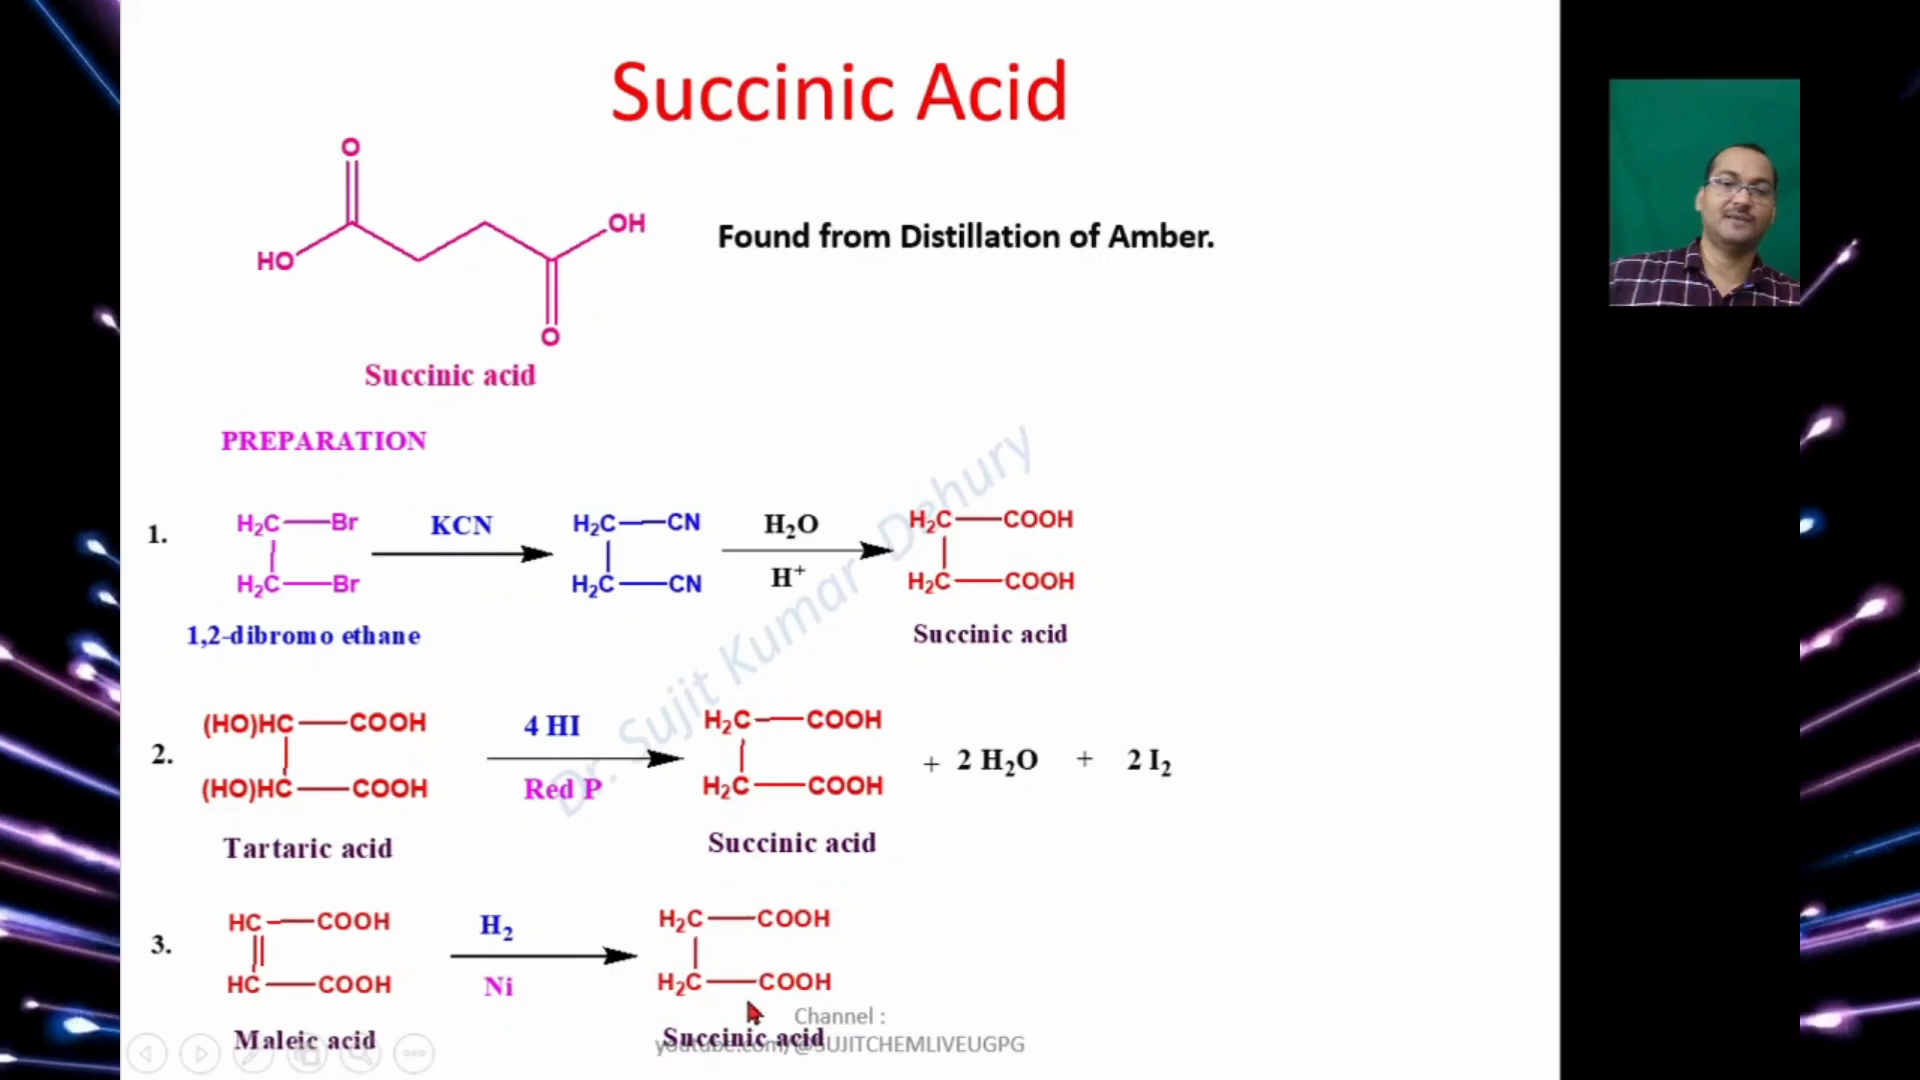 Succinic Acid
O
HO
OH
O
Found from Distillation of Amber.
Succinic acid
PREPARATION
1.
H₂C—Br
H₂C—Br
KCN
H₂C—CN
H₂C—CN
H₂O
H⁺
H₂C—COOH
H₂C—COOH
1,2-dibromo ethane
Succinic acid
2.
(HO)HC—COOH
(HO)HC—COOH
4 HI
Red P
H₂C—COOH
H₂C—COOH
+ 2 H₂O + 2 I₂
Tartaric acid
Succinic acid
3.
HC—COOH
HC—COOH
H₂
Ni
H₂C—COOH
H₂C—COOH
Maleic acid
Succinic acid
Dr. Sujit Kumar Dehury
Channel :
youtube.com/@SUJITCHEMLIVEUGPG